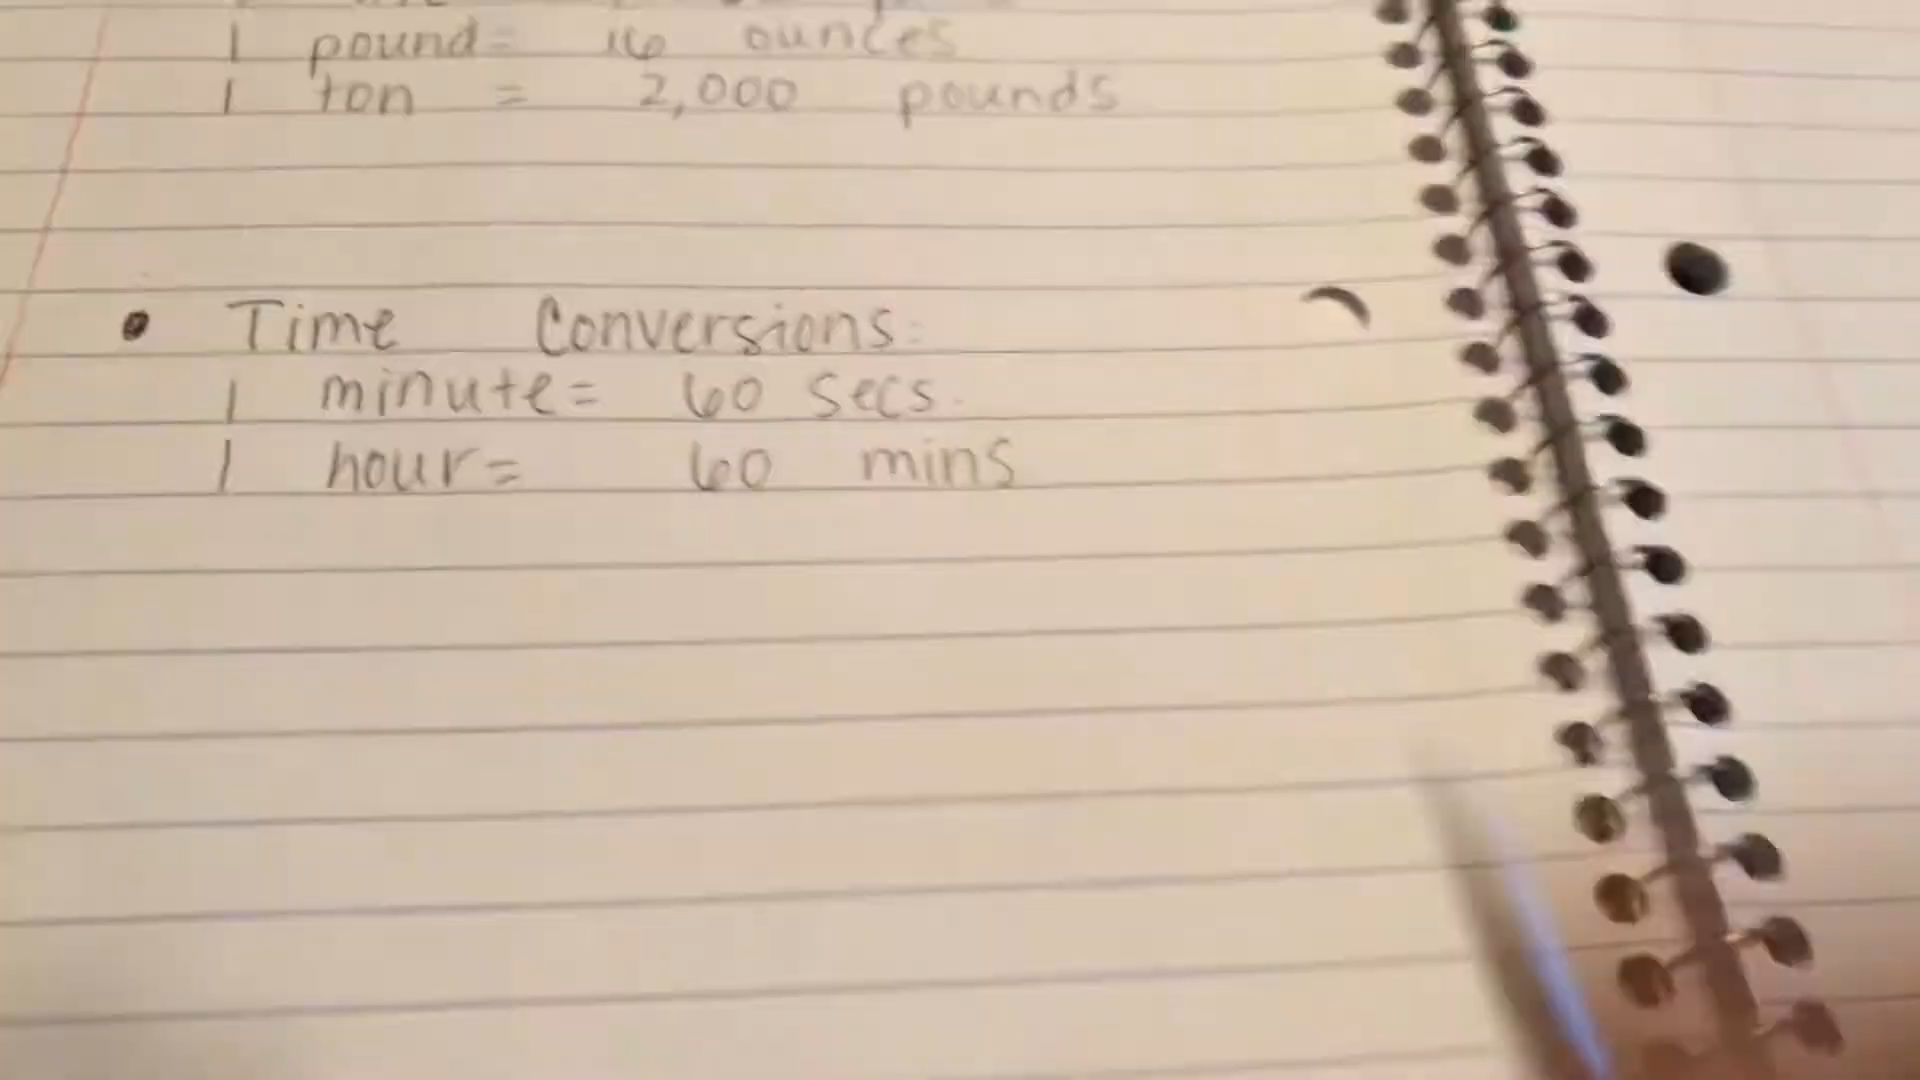 1 pound = 16 ounces
1 ton = 2,000 pounds
• Time Conversions:
1 minute = 60 secs.
1 hour = 60 mins